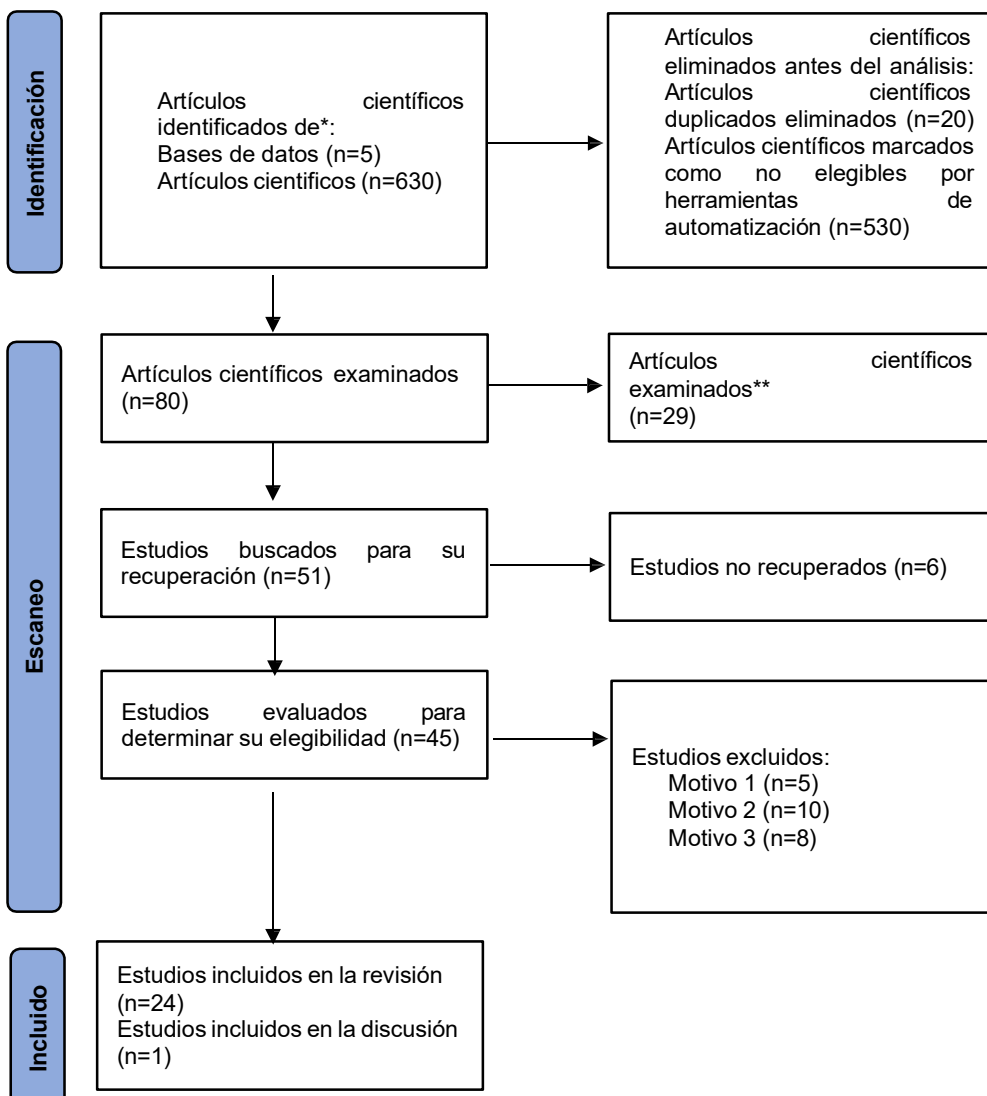 Identificación
Artículos científicos
identificados de*:
Bases de datos (n=5)
Artículos cientificos (n=630)
Artículos científicos
eliminados antes del análisis:
Artículos científicos
duplicados eliminados (n=20)
Artículos científicos marcados
como no elegibles por
herramientas de
automatización (n=530)
Escaneo
Artículos científicos examinados
(n=80)
Artículos científicos
examinados**
(n=29)
Estudios buscados para su
recuperación (n=51)
Estudios no recuperados (n=6)
Estudios evaluados para
determinar su elegibilidad (n=45)
Estudios excluidos:
Motivo 1 (n=5)
Motivo 2 (n=10)
Motivo 3 (n=8)
Incluido
Estudios incluidos en la revisión
(n=24)
Estudios incluidos en la discusión
(n=1)